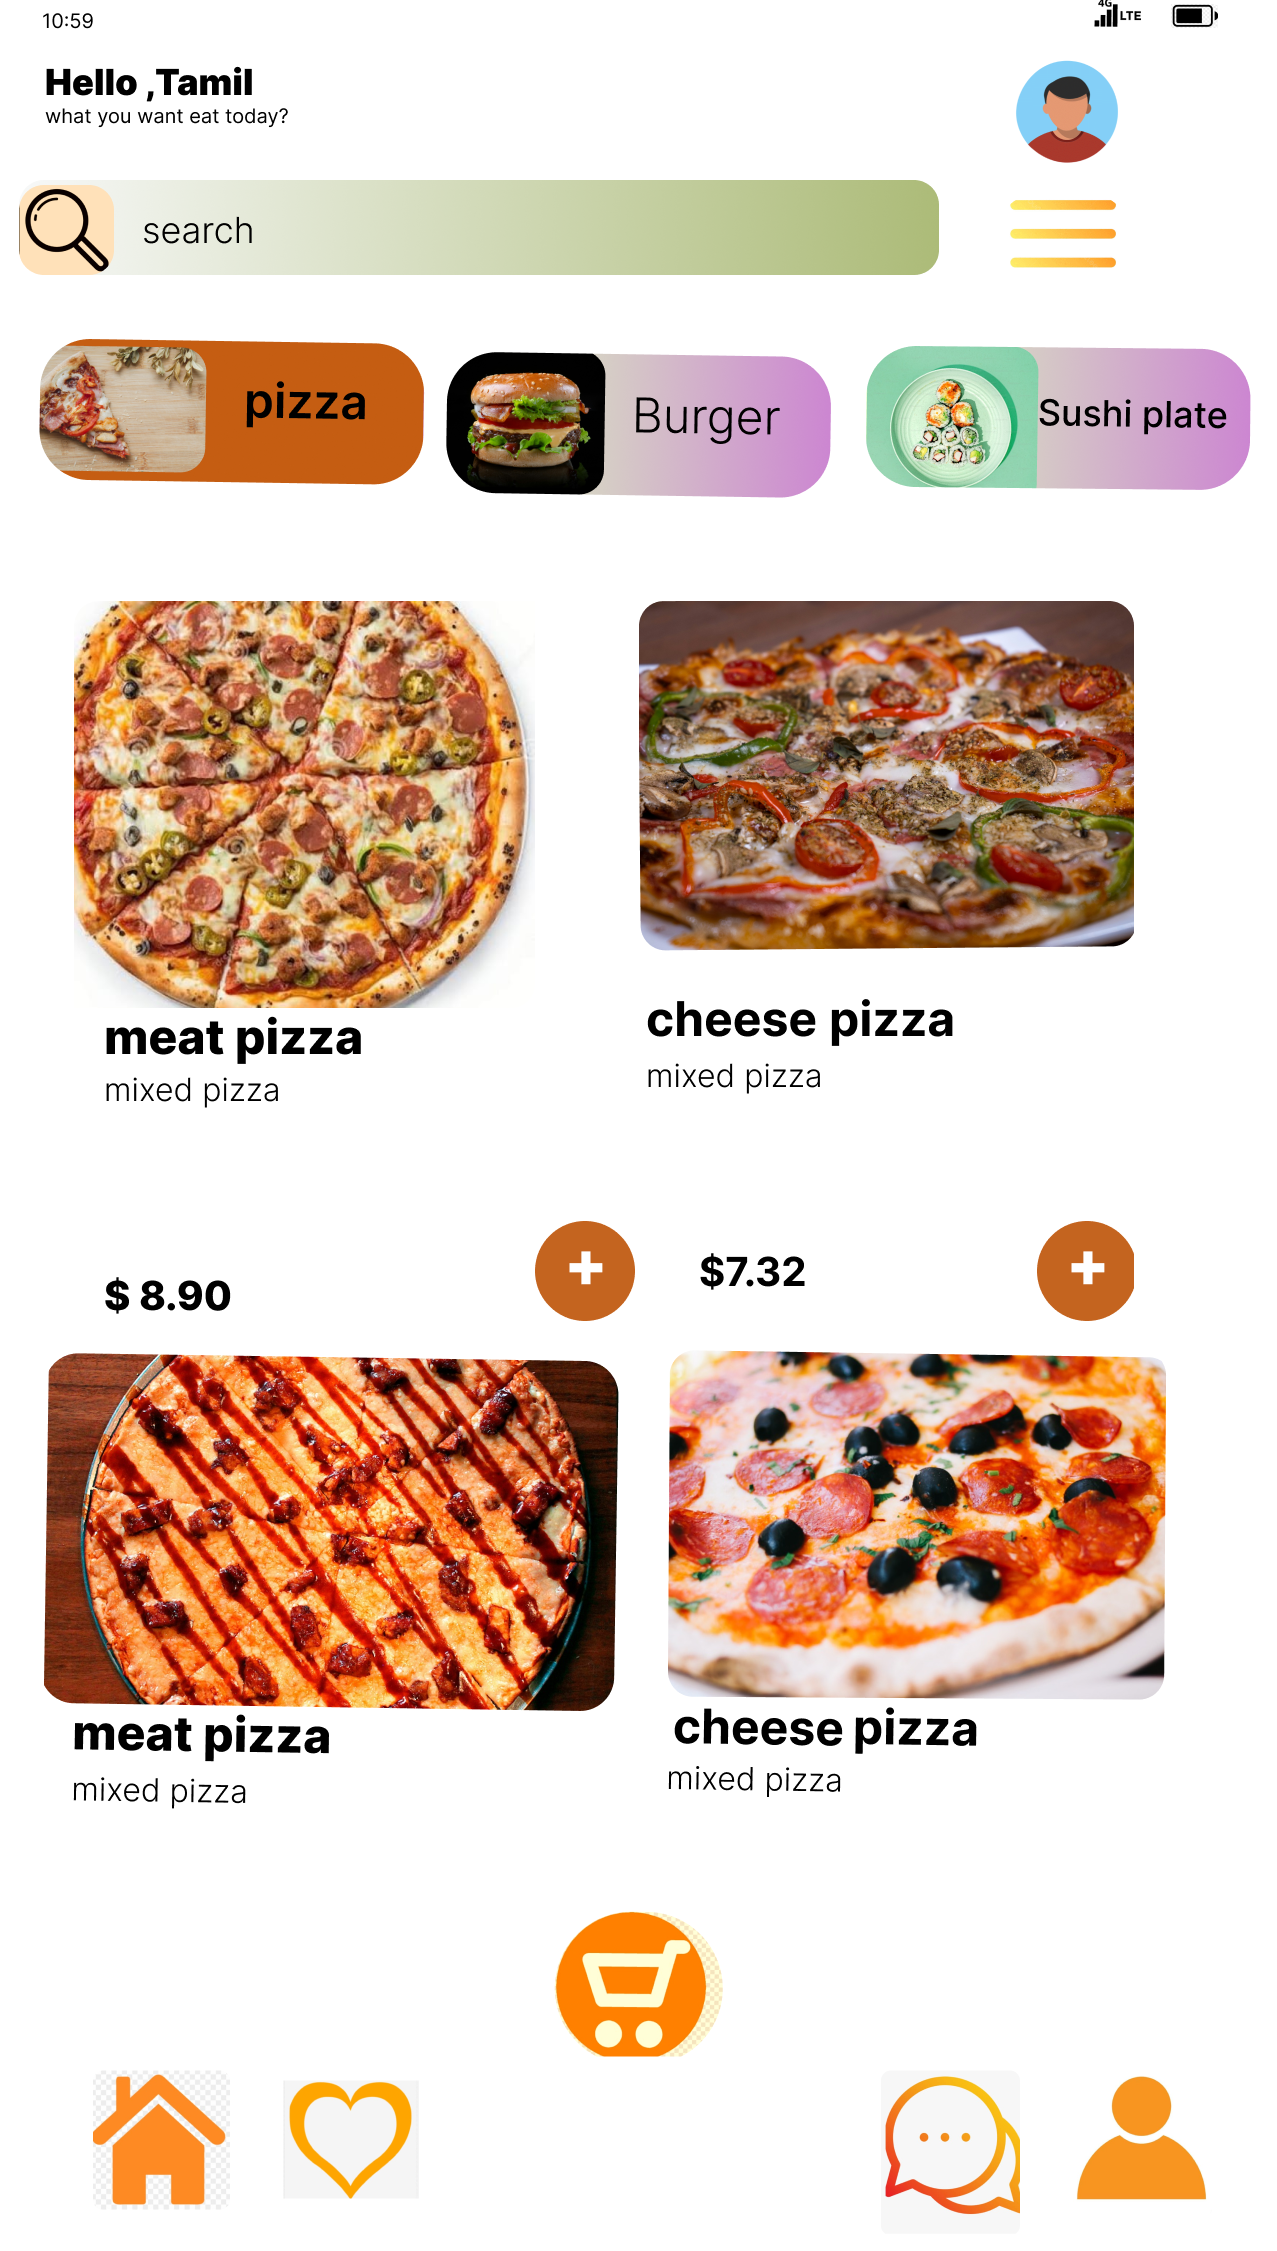 10:59
4G
LTE
Hello ,Tamil
what you want eat today?
search
pizza
Burger
Sushi plate
meat pizza
mixed pizza
cheese pizza
mixed pizza
$ 8.90
$7.32
meat pizza
mixed pizza
cheese pizza
mixed pizza